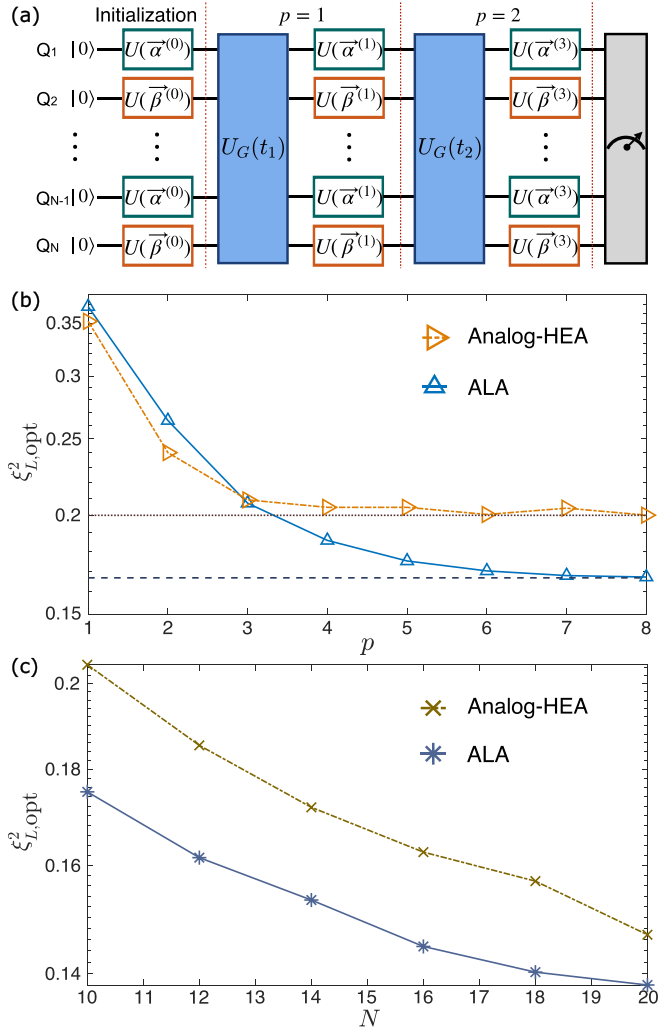 (a) Initialization p = 1 p = 2
Q1 |0⟩ U(α⃗^(0)) U(α⃗^(1)) U(α⃗^(3))
Q2 |0⟩ U(β⃗^(0)) U(β⃗^(1)) U(β⃗^(3))
⋮ ⋮ ⋮ U_G(t_1) ⋮ U_G(t_2) ⋮
QN-1 |0⟩ U(α⃗^(0)) U(α⃗^(1)) U(α⃗^(3))
QN |0⟩ U(β⃗^(0)) U(β⃗^(1)) U(β⃗^(3))
(b)
0.35
0.3
0.25
0.2
0.15
ξ²_{L,opt}
Analog-HEA
ALA
1 2 3 4 5 6 7 8
p
(c)
0.2
0.18
0.16
0.14
ξ²_{L,opt}
Analog-HEA
ALA
10 11 12 13 14 15 16 17 18 19 20
N